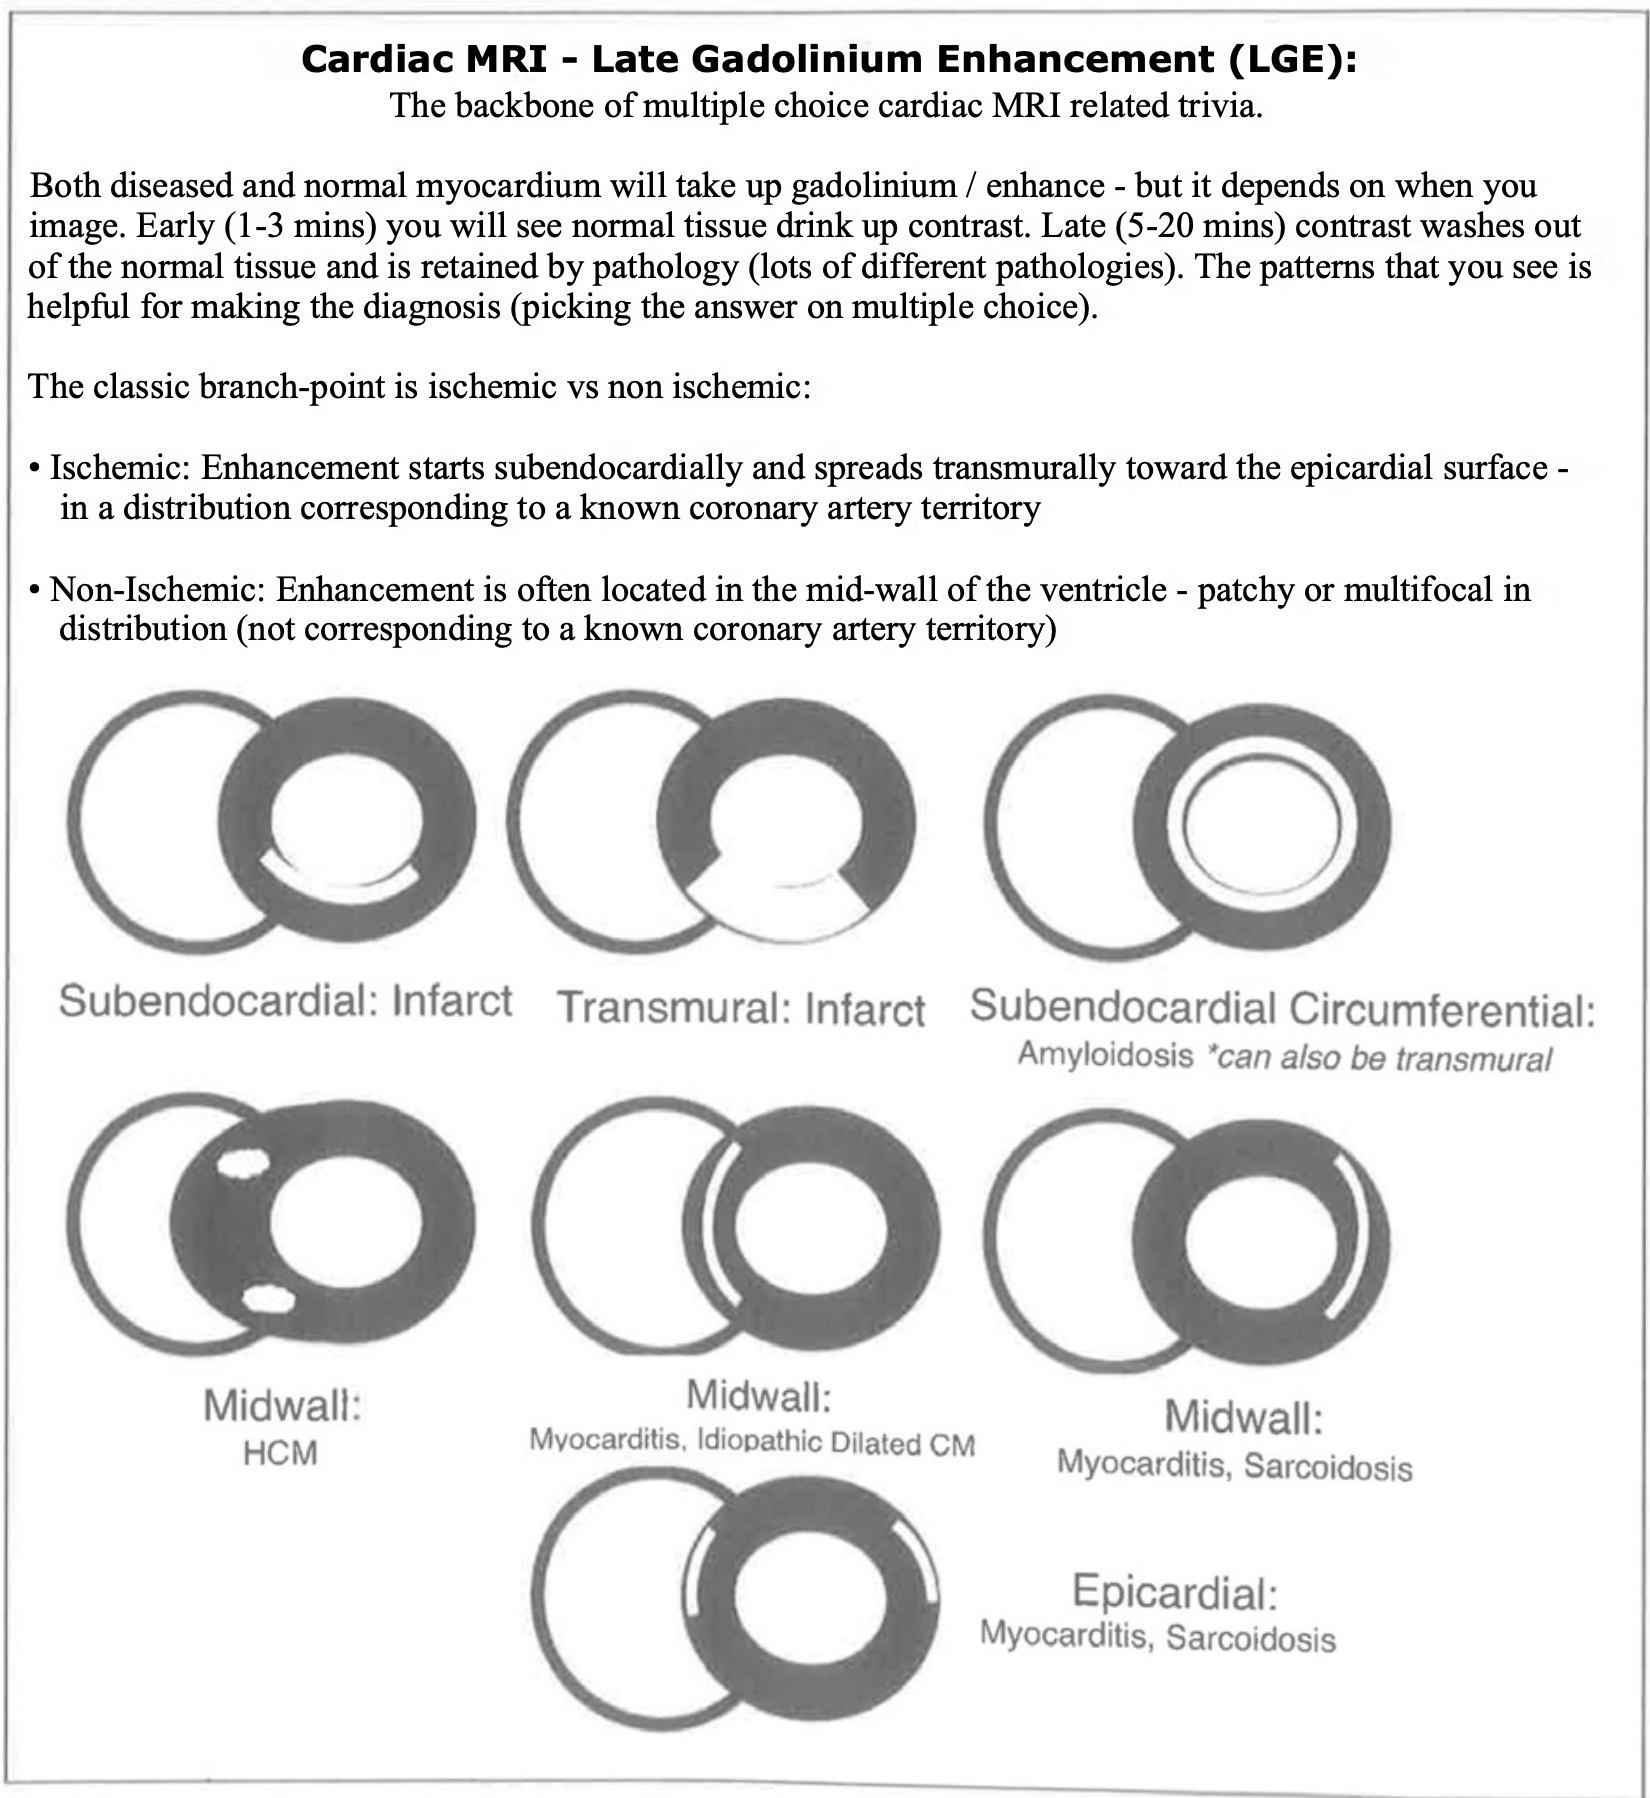 Cardiac MRI - Late Gadolinium Enhancement (LGE):
The backbone of multiple choice cardiac MRI related trivia.
Both diseased and normal myocardium will take up gadolinium / enhance - but it depends on when you
image. Early (1-3 mins) you will see normal tissue drink up contrast. Late (5-20 mins) contrast washes out
of the normal tissue and is retained by pathology (lots of different pathologies). The patterns that you see is
helpful for making the diagnosis (picking the answer on multiple choice).
The classic branch-point is ischemic vs non ischemic:
• Ischemic: Enhancement starts subendocardially and spreads transmurally toward the epicardial surface -
in a distribution corresponding to a known coronary artery territory
• Non-Ischemic: Enhancement is often located in the mid-wall of the ventricle - patchy or multifocal in
distribution (not corresponding to a known coronary artery territory)
Subendocardial: Infarct
Transmural: Infarct
Subendocardial Circumferential:
Amyloidosis *can also be transmural
Midwall:
HCM
Midwall:
Myocarditis, Idiopathic Dilated CM
Midwall:
Myocarditis, Sarcoidosis
Epicardial:
Myocarditis, Sarcoidosis